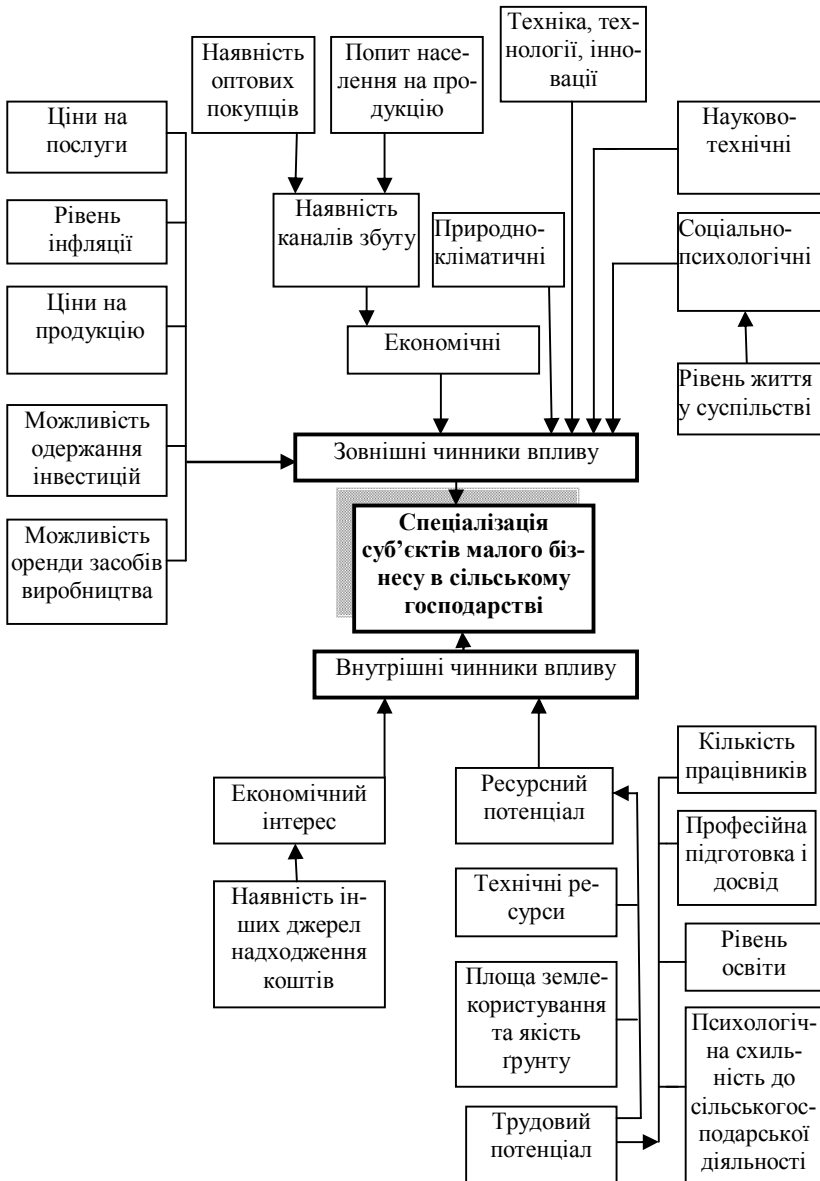 Наявність
оптових
покупців
Попит насе-
лення на про-
дукцію
Техніка, тех-
нології, інно-
вації
Ціни на
послуги
Науково-
технічні
Рівень
інфляції
Наявність
каналів збуту
Природно-
кліматичні
Соціально-
психологічні
Ціни на
продукцію
Економічні
Рівень життя
у суспільстві
Можливість
одержання
інвестицій
Зовнішні чинники впливу
Можливість
оренди засобів
виробництва
Спеціалізація
суб’єктів малого біз-
несу в сільському
господарстві
Внутрішні чинники впливу
Економічний
інтерес
Ресурсний
потенціал
Кількість
працівників
Професійна
підготовка і
досвід
Наявність ін-
ших джерел
надходження
коштів
Технічні ре-
сурси
Рівень
освіти
Площа земле-
користування
та якість
ґрунту
Психологіч-
на схиль-
ність до
сільськогос-
подарської
діяльності
Трудовий
потенціал